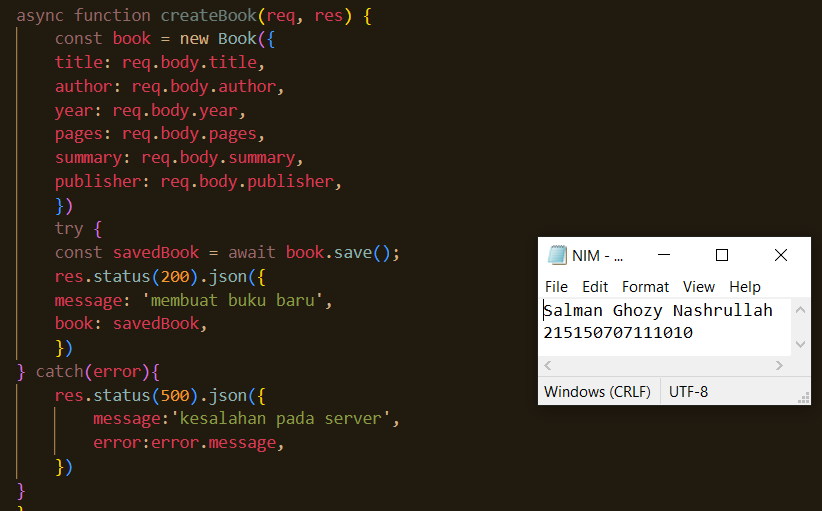 async function createBook(req, res) {
const book = new Book({
title: req.body.title,
author: req.body.author,
year: req.body.year,
pages: req.body.pages,
summary: req.body.summary,
publisher: req.body.publisher,
})
try {
const savedBook = await book.save();
res.status(200).json({
message: 'membuat buku baru',
book: savedBook,
})
} catch(error){
res.status(500).json({
message:'kesalahan pada server',
error:error.message,
})
}
}
NIM - ...
File Edit Format View Help
Salman Ghozy Nashrullah
215150707111010
Windows (CRLF) UTF-8